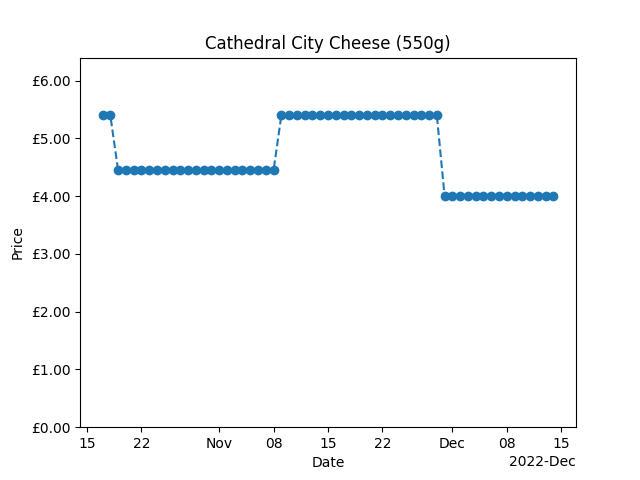 Cathedral City Cheese (550g)
£6.00
£5.00
£4.00
£3.00
£2.00
£1.00
£0.00
Price
15 22 Nov 08 15 22 Dec 08 15
Date
2022-Dec